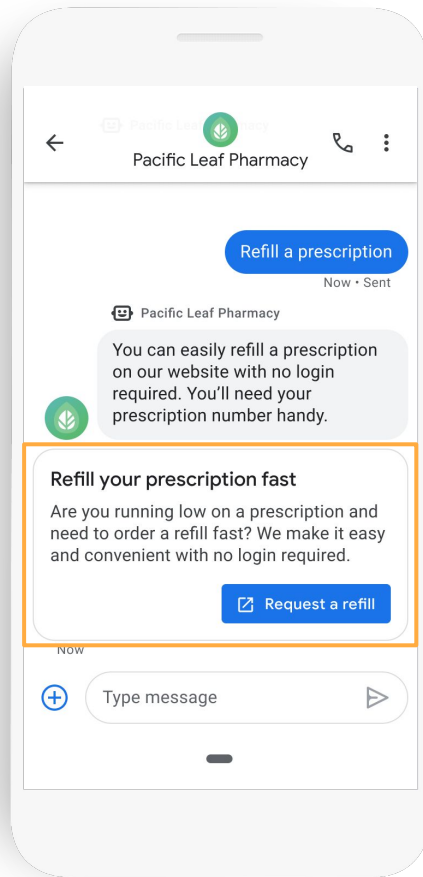 Pacific Leaf Pharmacy
Refill a prescription
Now • Sent
Pacific Leaf Pharmacy
You can easily refill a prescription
on our website with no login
required. You’ll need your
prescription number handy.
Refill your prescription fast
Are you running low on a prescription and
need to order a refill fast? We make it easy
and convenient with no login required.
Request a refill
Now
Type message